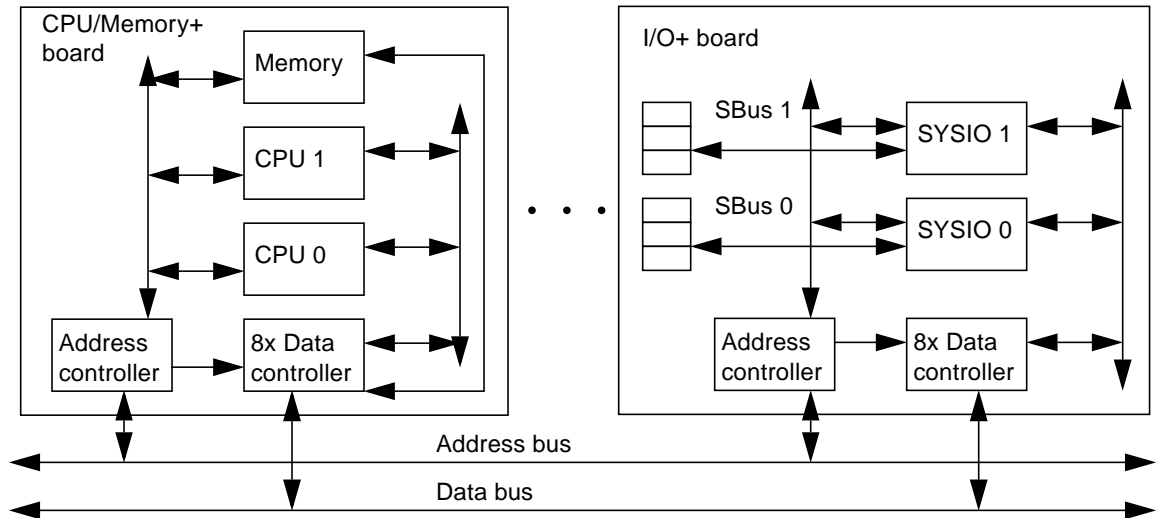 CPU/Memory+
board
Memory
CPU 1
CPU 0
Address
controller
8x Data
controller
I/O+ board
SBus 1
SYSIO 1
SBus 0
SYSIO 0
Address
controller
8x Data
controller
Address bus
Data bus